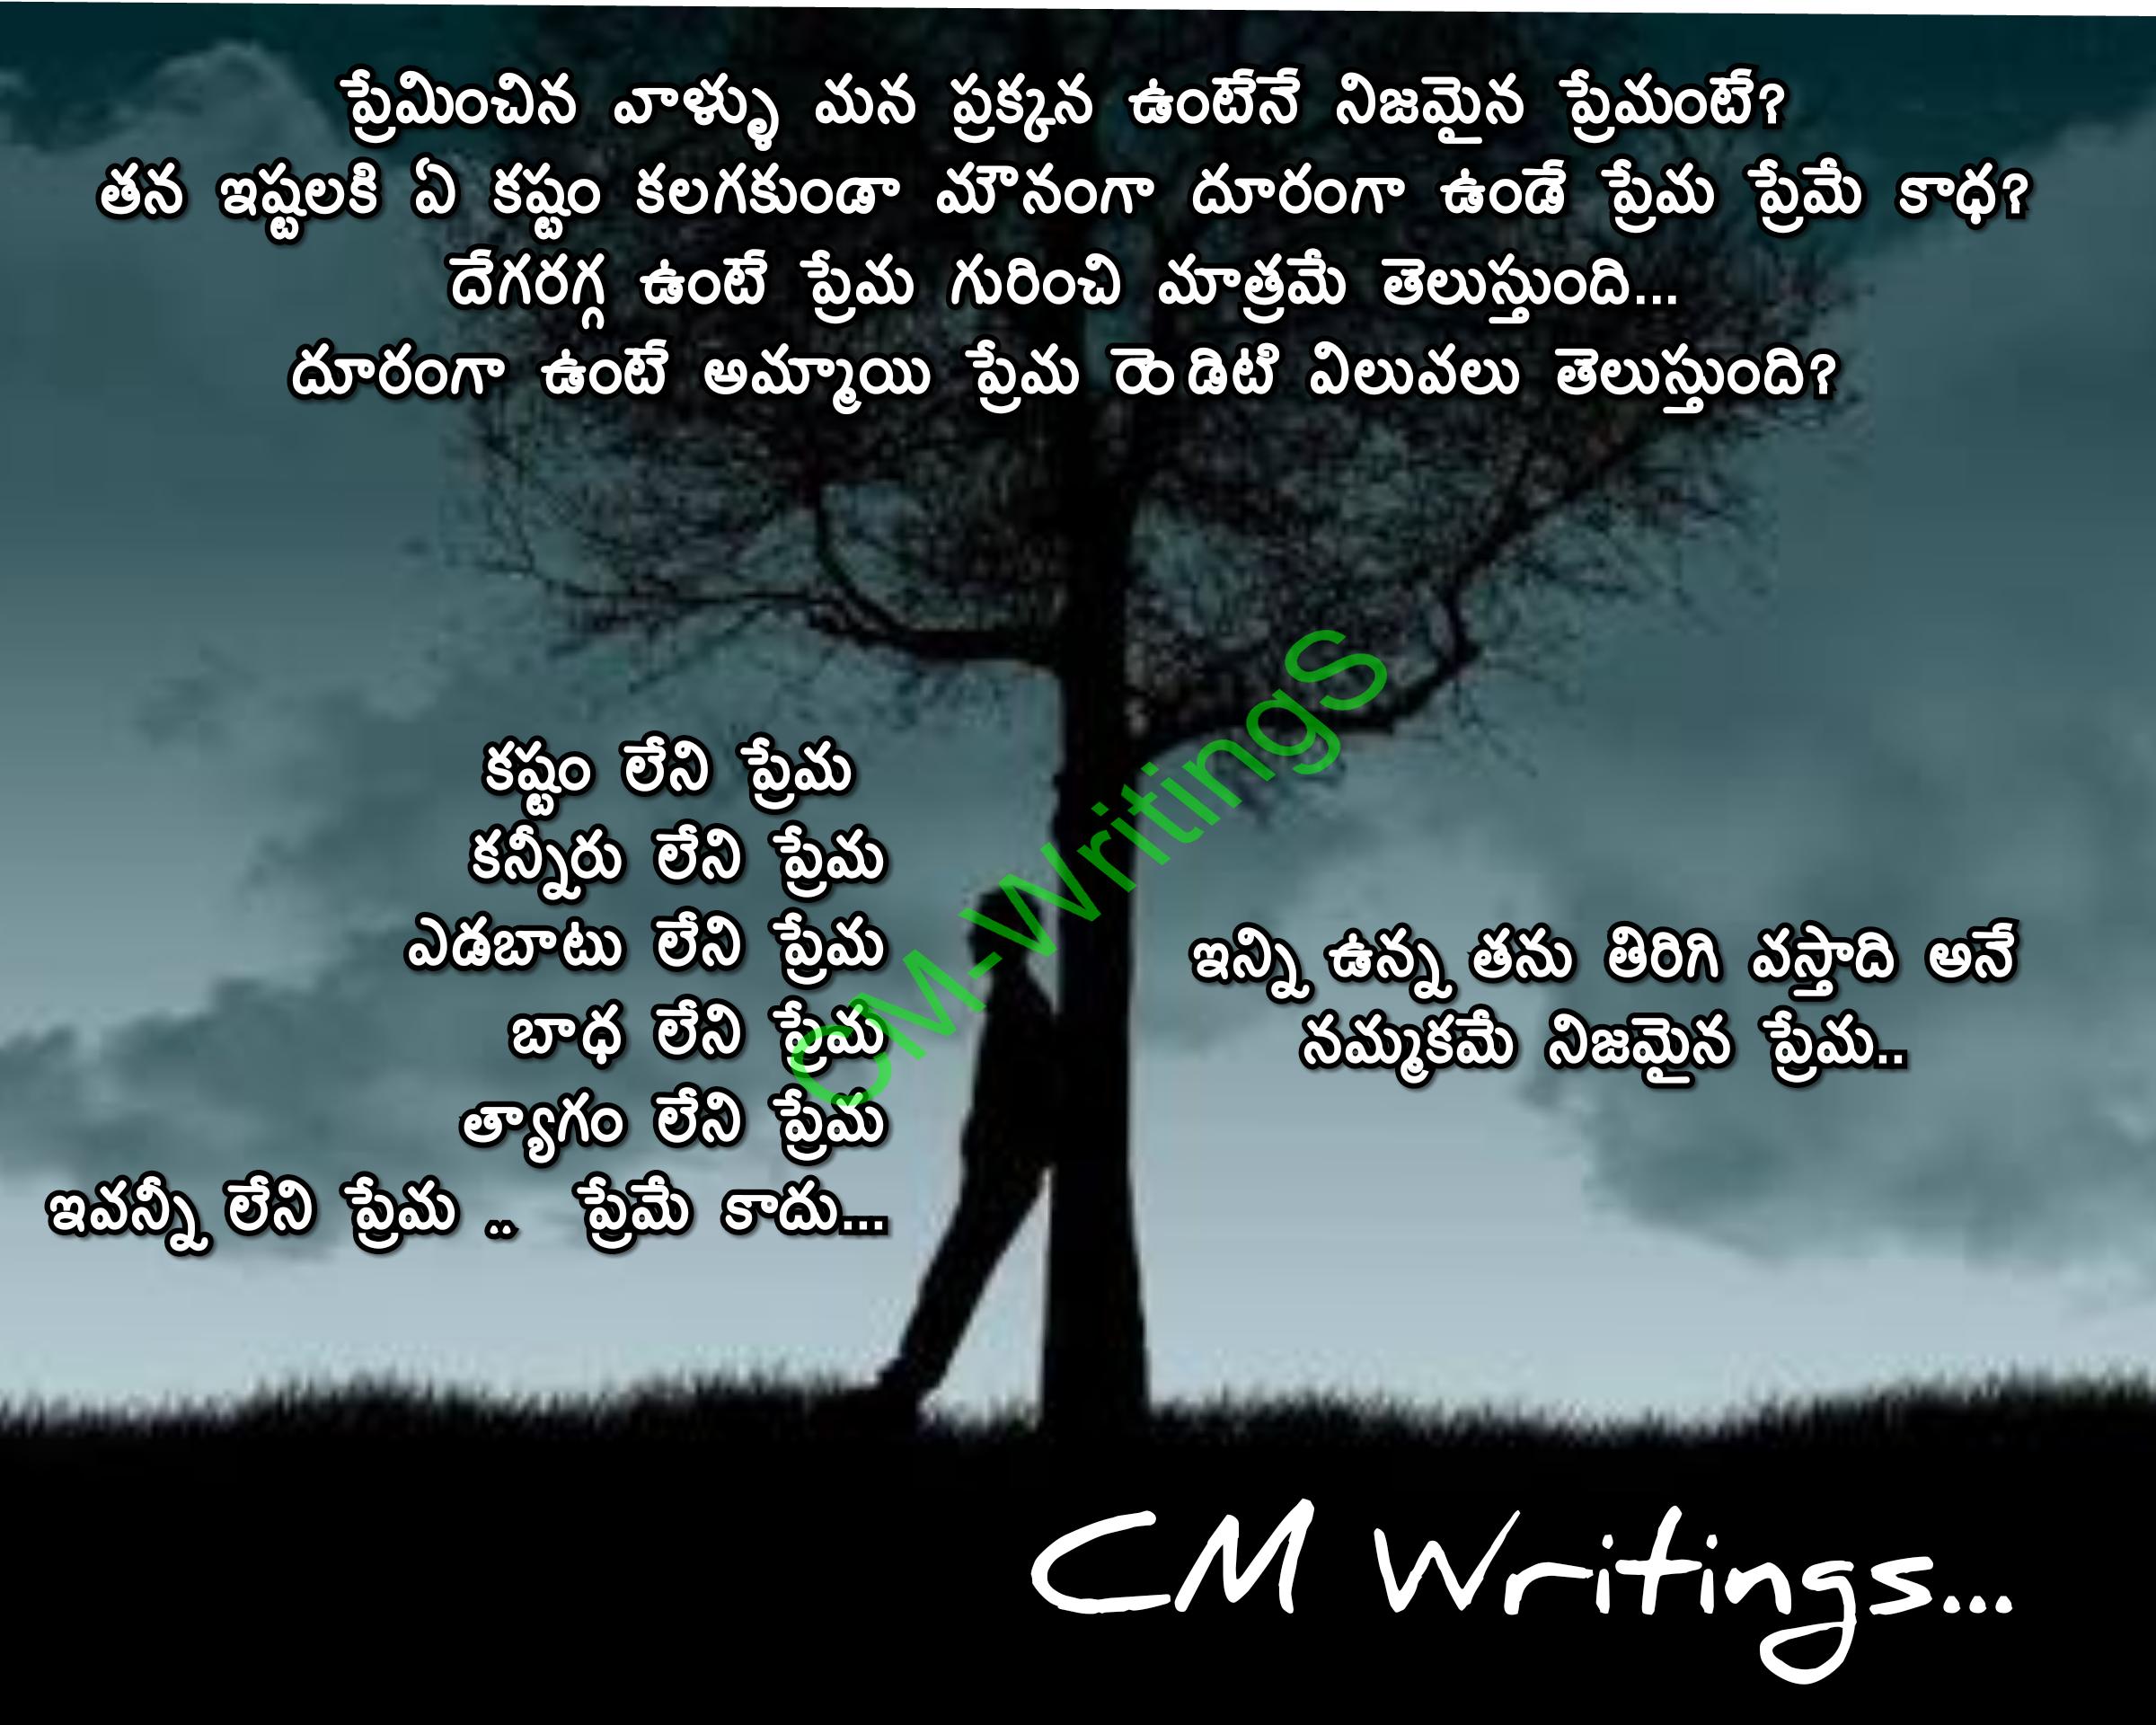 ప్రేమించిన వాళ్ళు మన ప్రక్కన ఉంటేనే నిజమైన ప్రేమంటే?
తన ఇష్టలకి ఏ కష్టం కలగకుండా మౌనంగా దూరంగా ఉండే ప్రేమ ప్రేమే కాధ?
దేగరగ్గ ఉంటే ప్రేమ గురించి మాత్రమే తెలుస్తుంది...
దూరంగా ఉంటే అమ్మాయి ప్రేమ రెండిటి విలువలు తెలుస్తుంది?
కష్టం లేని ప్రేమ
కన్నీరు లేని ప్రేమ
ఎడబాటు లేని ప్రేమ
బాధ లేని ప్రేమ
త్యాగం లేని ప్రేమ
ఇవన్నీ లేని ప్రేమ .. ప్రేమే కాదు...
ఇన్ని ఉన్న తను తిరిగి వస్తాది అనే
నమ్మకమే నిజమైన ప్రేమ..
CM-WritingS
CM Writings...